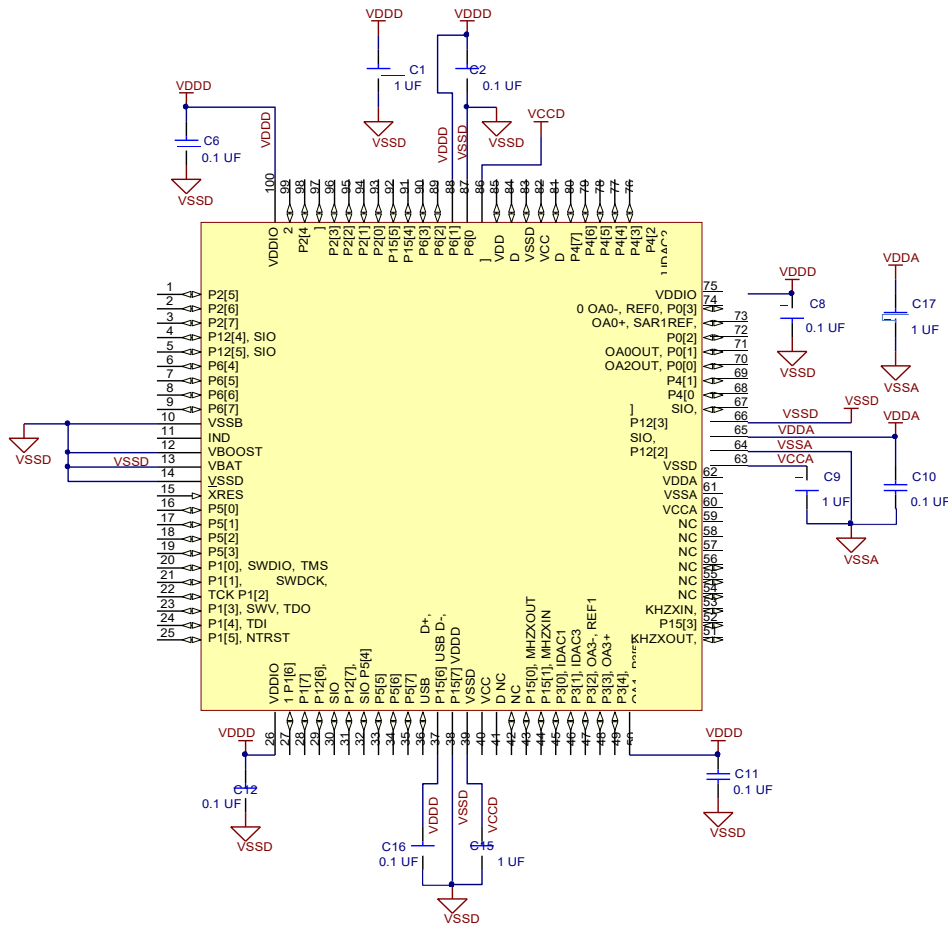 VDDD
VDDD
C1
1 UF
C2
0.1 UF
VDDD
C6
0.1 UF
VSSD
VDDD
VSSD
VSSD
VDDD
VSSD
VCCD
100
99
98
97
96
95
94
93
92
91
90
89
88
87
86
85
84
83
82
81
80
79
78
77
76
VDDIO
2
P2[4
]
P2[3]
P2[2]
P2[1]
P2[0]
P15[5]
P15[4]
P6[3]
P6[2]
P6[1]
P6[0
]
VDD
D
VSSD
VCC
D
P4[7]
P4[6]
P4[5]
P4[4]
P4[3]
P4[2
1 P2[5]
2 P2[6]
3 P2[7]
4 P12[4], SIO
5 P12[5], SIO
6 P6[4]
7 P6[5]
8 P6[6]
9 P6[7]
10 VSSB
11 IND
12 VBOOST
13 VBAT
14 VSSD
15 XRES
16 P5[0]
17 P5[1]
18 P5[2]
19 P5[3]
20 P1[0], SWDIO, TMS
21 P1[1], SWDCK,
22 TCK P1[2]
23 P1[3], SWV, TDO
24 P1[4], TDI
25 P1[5], NTRST
VSSD
VSSD
VDDIO 75
0 OA0-, REF0, P0[3] 74
OA0+, SAR1REF, 73
P0[2] 72
OA0OUT, P0[1] 71
OA2OUT, P0[0] 70
P4[1] 69
P4[0 68
SIO, 67
]
P12[3] 66
SIO, 65
P12[2] 64
VSSD 63
VDDA 62
VSSA 61
VCCA 60
NC 59
NC 58
NC 57
NC 56
NC
KHZXIN,
P15[3]
KHZXOUT,
VDDD
C8
0.1 UF
VSSD
VDDA
C17
1 UF
VSSA
VSSD
VSSD
VDDA
VDDA
VSSA
VCCA
C9
1 UF
C10
0.1 UF
VSSA
VDDIO
1 P1[6]
P1[7]
P12[6],
SIO
P12[7],
SIO P5[4]
P5[5]
P5[6]
P5[7]
USB D+,
P15[6] USB D-,
P15[7] VDDD
VSSD
VCC
D NC
NC
P15[0], MHZXOUT
P15[1], MHZXIN
P3[0], IDAC1
P3[1], IDAC3
P3[2], OA3-, REF1
P3[3], OA3+
P3[4],
26
27
28
29
30
31
32
33
34
35
36
37
38
39
40
41
42
43
44
45
46
47
48
49
VDDD
C12
0.1 UF
VSSD
VDDD
VSSD
VCCD
C16
0.1 UF
C15
1 UF
VSSD
VDDD
C11
0.1 UF
VSSD